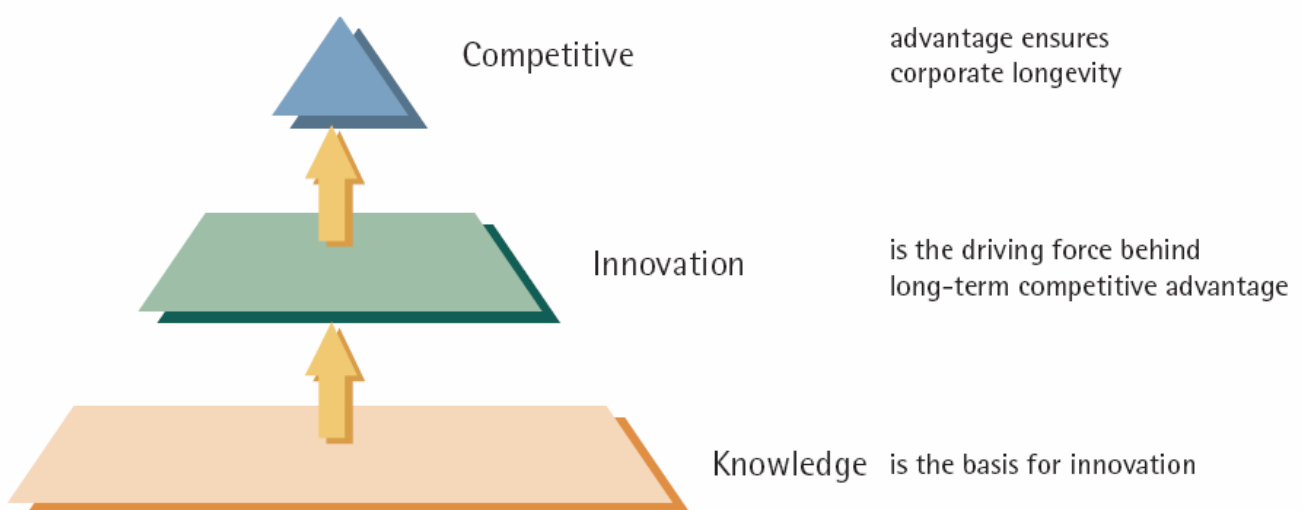 Competitive
advantage ensures
corporate longevity
Innovation
is the driving force behind
long-term competitive advantage
Knowledge is the basis for innovation